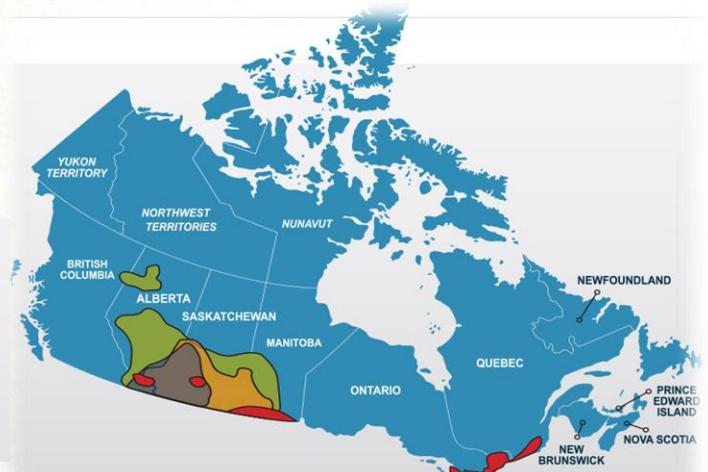 YUKON
TERRITORY
NORTHWEST
TERRITORIES
NUNAVUT
BRITISH
COLUMBIA
ALBERTA
SASKATCHEWAN
MANITOBA
ONTARIO
QUEBEC
NEWFOUNDLAND
PRINCE
EDWARD
ISLAND
NOVA SCOTIA
NEW
BRUNSWICK